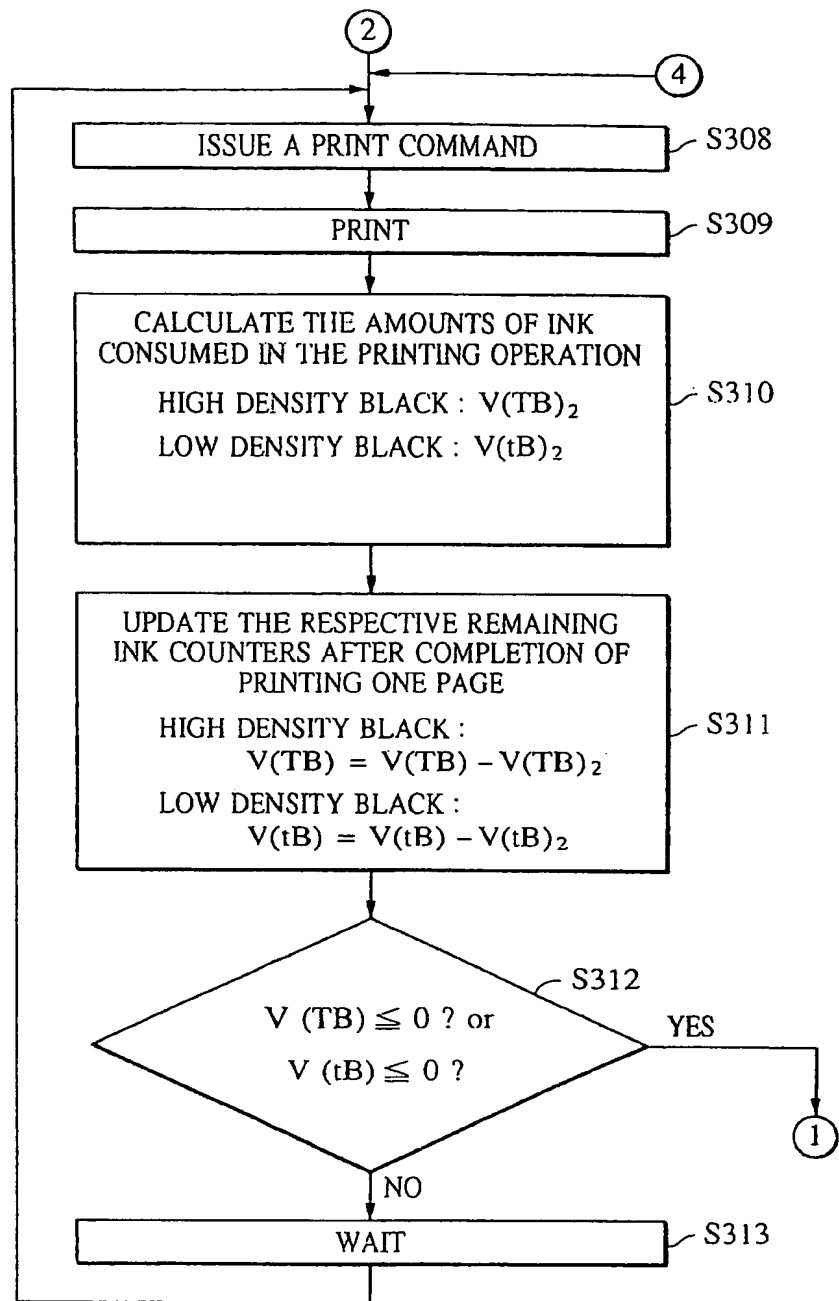 2
4
ISSUE A PRINT COMMAND
S308
PRINT
S309
CALCULATE THE AMOUNTS OF INK
CONSUMED IN THE PRINTING OPERATION
HIGH DENSITY BLACK : V(TB)₂
LOW DENSITY BLACK : V(tB)₂
S310
UPDATE THE RESPECTIVE REMAINING
INK COUNTERS AFTER COMPLETION OF
PRINTING ONE PAGE
HIGH DENSITY BLACK :
V(TB) = V(TB) – V(TB)₂
LOW DENSITY BLACK :
V(tB) = V(tB) – V(tB)₂
S311
S312
V (TB) ≦ 0 ? or
V (tB) ≦ 0 ?
YES
1
NO
WAIT
S313